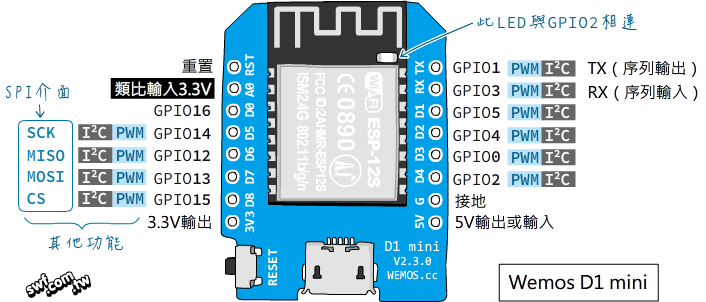 此LED與GPIO2相連
重置
RST
TX
GPIO1 PWM I²C TX（序列輸出）
類比輸入3.3V
A0
RX
GPIO3 PWM I²C RX（序列輸入）
SPI介面
GPIO16
D0
D1
GPIO5 PWM I²C
SCK I²C PWM GPIO14
D5
D2
GPIO4 PWM I²C
MISO I²C PWM GPIO12
D6
D3
GPIO0 PWM I²C
MOSI I²C PWM GPIO13
D7
D4
GPIO2 PWM I²C
CS I²C PWM GPIO15
D8
G
接地
其他功能
3.3V輸出
3V3
5V
5V輸出或輸入
WiFi ESP-12S
CE0890 Ai
FCC ID:2AHMR-ESP12S
ISM2.4G 802.11b/g/n
RESET
D1 mini
V2.3.0
WEMOS.cc
Wemos D1 mini
swf.com.tw